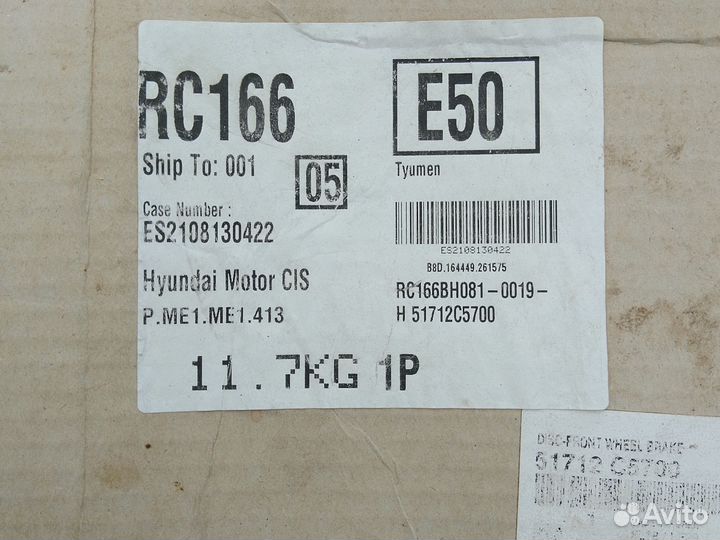 RC166
E50
Ship To: 001
05
Tyumen
Case Number :
ES2108130422
ES2108130422
BBD.164449.261575
Hyundai Motor CIS
RC166BH081-0019-
P.ME1.ME1.413
H 51712C5700
11.7KG 1P
DISC-FRONT WHEEL BRAKE
51712 C5700
Avito